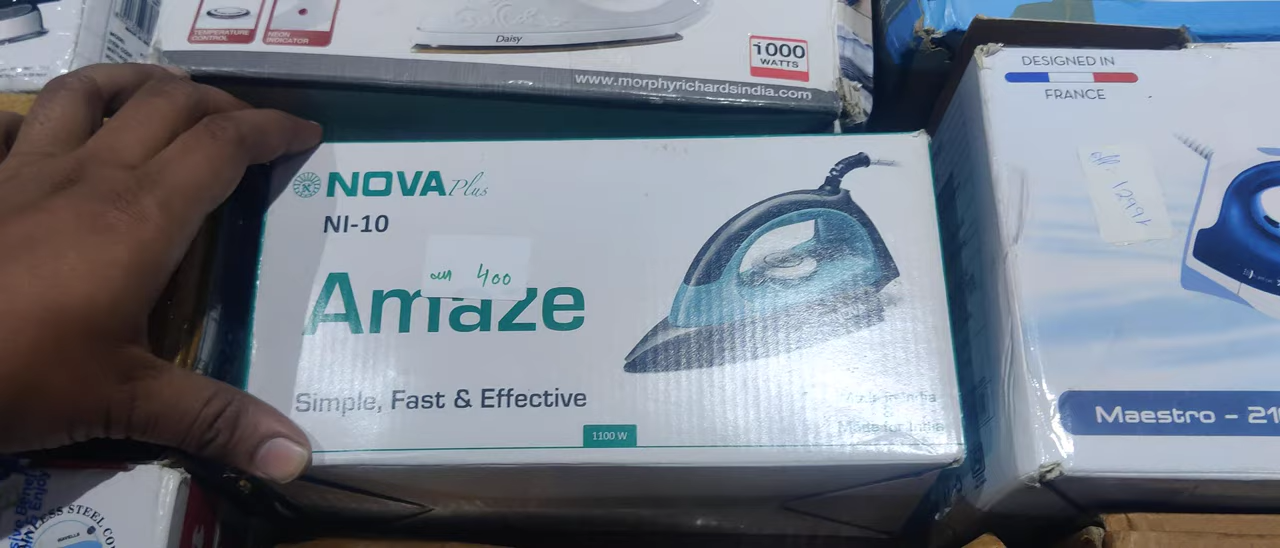 TEMPERATURE
CONTROL
NEON
INDICATOR
Daisy
1000
WATTS
www.morphyrichardsindia.com
DESIGNED IN
FRANCE
NOVA Plus
NI-10
400
Amaze
Simple, Fast & Effective
1100 W
Made in India
&
Made for India
1299/-
Maestro - 21